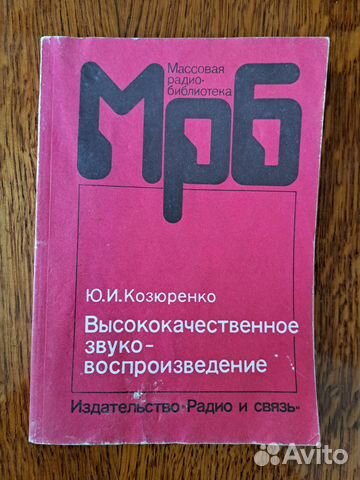 Массовая
радио-
библиотека
Мрб
Ю.И.Козюренко
Высококачественное
звуко-
воспроизведение
Издательство „Радио и связь“
Avito